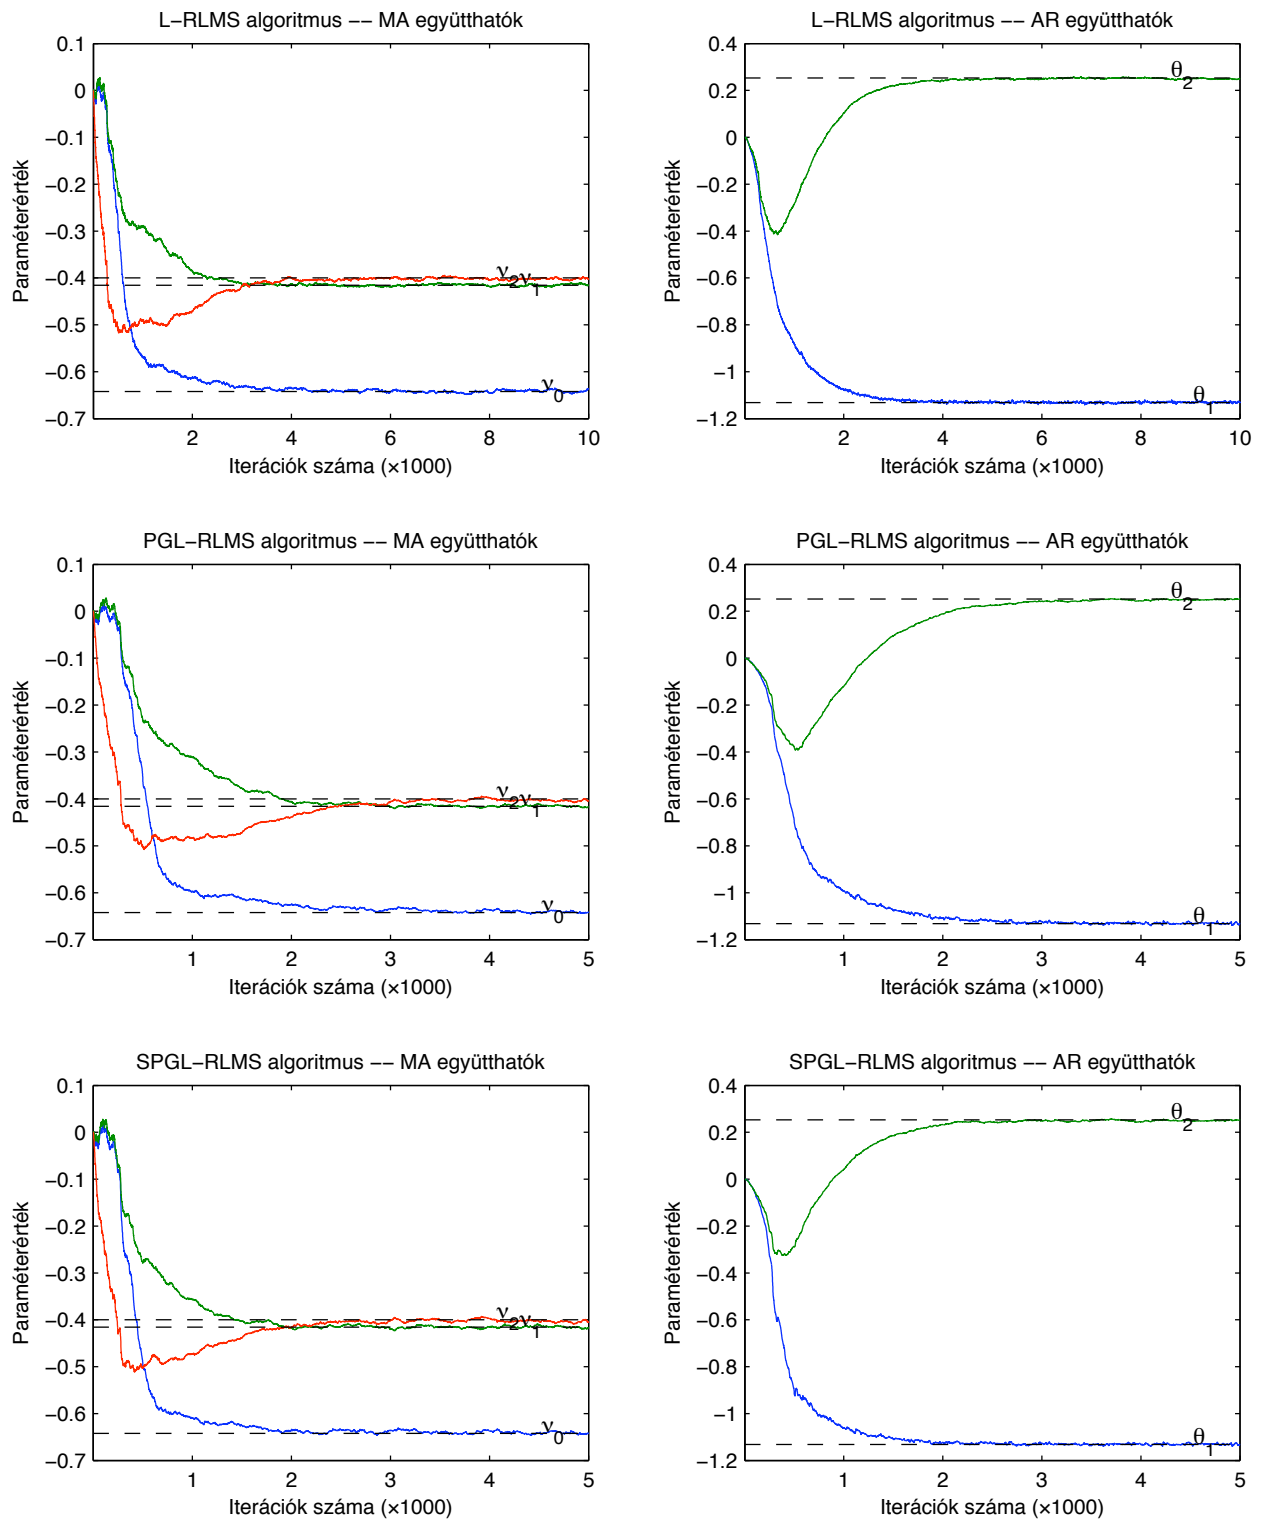 L−RLMS algoritmus −− MA együtthatók
0.1
0
−0.1
−0.2
−0.3
−0.4
−0.5
−0.6
−0.7
Paraméterérték
ν2 ν1
ν0
2 4 6 8 10
Iterációk száma (×1000)
L−RLMS algoritmus −− AR együtthatók
0.4
0.2
0
−0.2
−0.4
−0.6
−0.8
−1
−1.2
Paraméterérték
θ2
θ1
2 4 6 8 10
Iterációk száma (×1000)
PGL−RLMS algoritmus −− MA együtthatók
0.1
0
−0.1
−0.2
−0.3
−0.4
−0.5
−0.6
−0.7
Paraméterérték
ν2 ν1
ν0
1 2 3 4 5
Iterációk száma (×1000)
PGL−RLMS algoritmus −− AR együtthatók
0.4
0.2
0
−0.2
−0.4
−0.6
−0.8
−1
−1.2
Paraméterérték
θ2
θ1
1 2 3 4 5
Iterációk száma (×1000)
SPGL−RLMS algoritmus −− MA együtthatók
0.1
0
−0.1
−0.2
−0.3
−0.4
−0.5
−0.6
−0.7
Paraméterérték
ν2 ν1
ν0
1 2 3 4 5
Iterációk száma (×1000)
SPGL−RLMS algoritmus −− AR együtthatók
0.4
0.2
0
−0.2
−0.4
−0.6
−0.8
−1
−1.2
Paraméterérték
θ2
θ1
1 2 3 4 5
Iterációk száma (×1000)